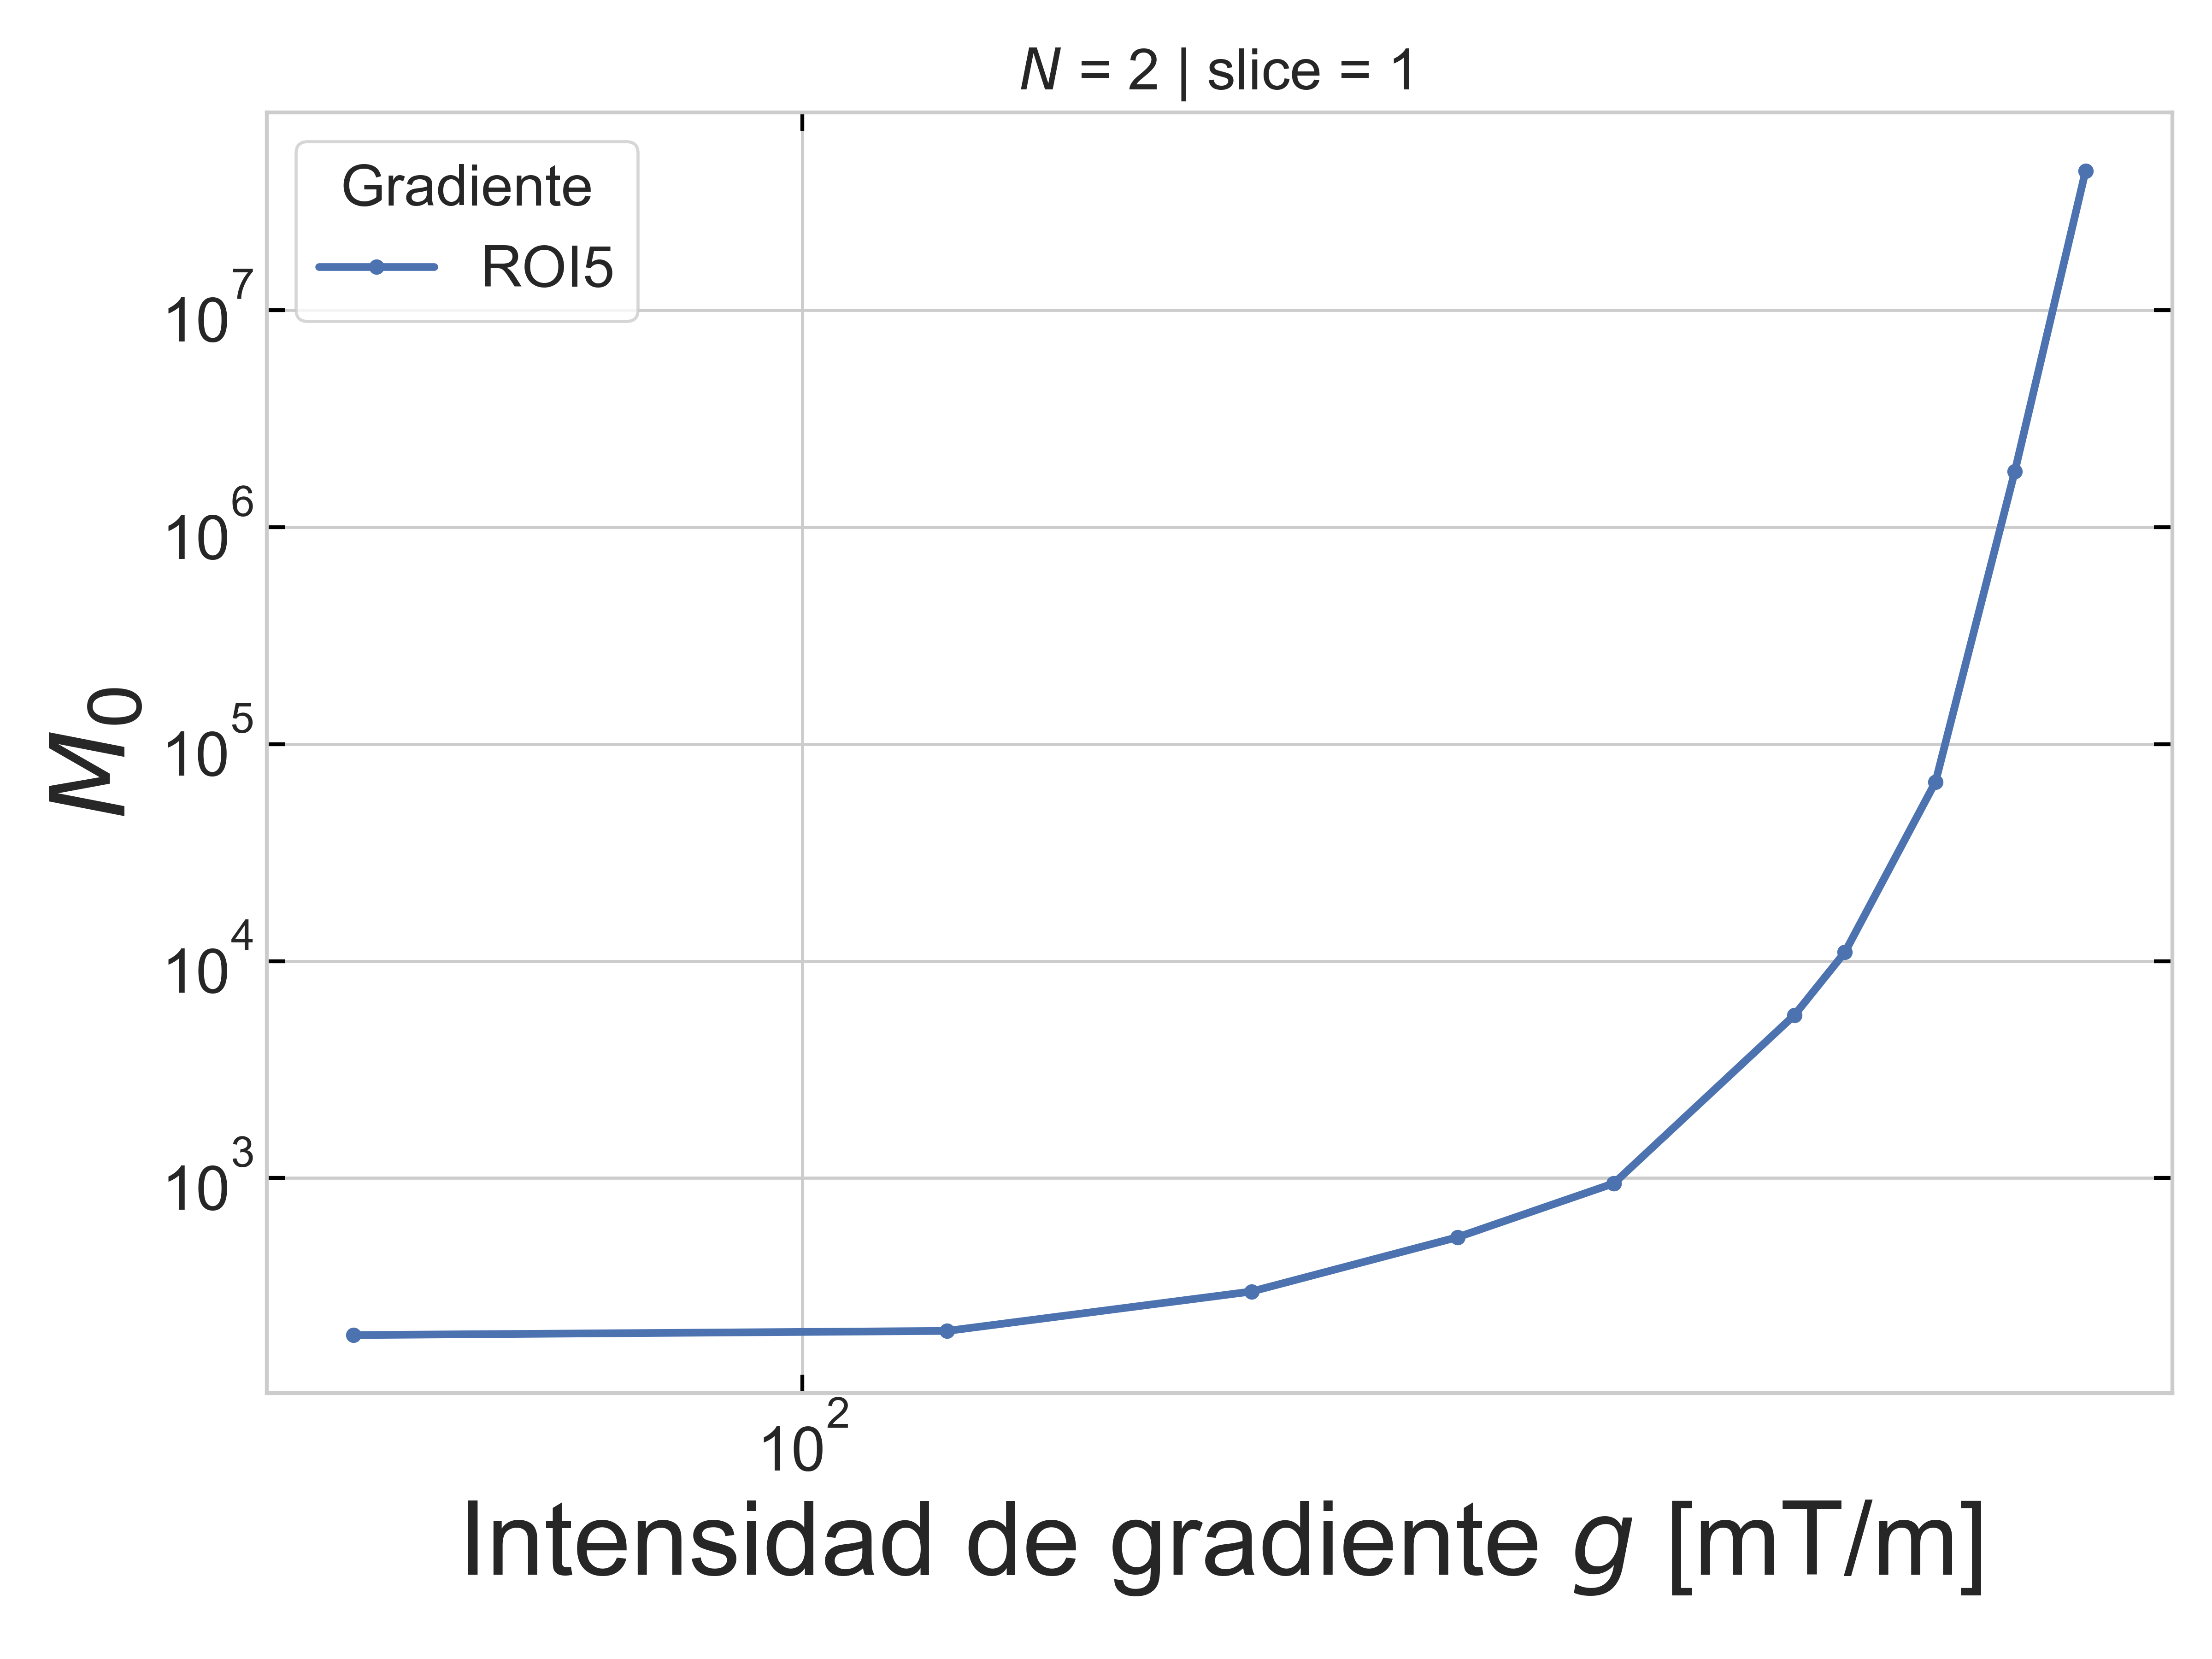 N = 2 | slice = 1
Gradiente
ROI5
10^7
10^6
10^5
10^4
10^3
M_0
10^2
Intensidad de gradiente g [mT/m]